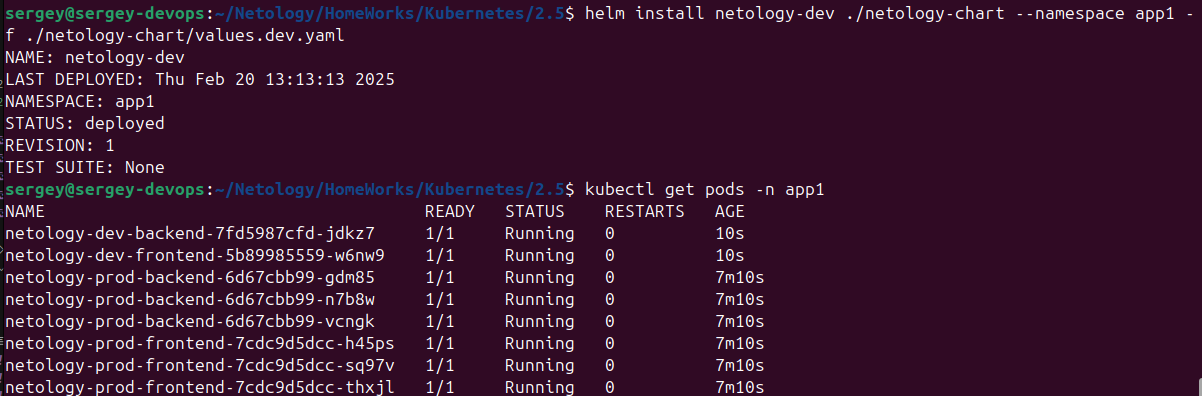 sergey@sergey-devops:~/Netology/HomeWorks/Kubernetes/2.5$ helm install netology-dev ./netology-chart --namespace app1 -
f ./netology-chart/values.dev.yaml
NAME: netology-dev
LAST DEPLOYED: Thu Feb 20 13:13:13 2025
NAMESPACE: app1
STATUS: deployed
REVISION: 1
TEST SUITE: None
sergey@sergey-devops:~/Netology/HomeWorks/Kubernetes/2.5$ kubectl get pods -n app1
NAME READY STATUS RESTARTS AGE
netology-dev-backend-7fd5987cfd-jdkz7 1/1 Running 0 10s
netology-dev-frontend-5b89985559-w6nw9 1/1 Running 0 10s
netology-prod-backend-6d67cbb99-gdm85 1/1 Running 0 7m10s
netology-prod-backend-6d67cbb99-n7b8w 1/1 Running 0 7m10s
netology-prod-backend-6d67cbb99-vcngk 1/1 Running 0 7m10s
netology-prod-frontend-7cdc9d5dcc-h45ps 1/1 Running 0 7m10s
netology-prod-frontend-7cdc9d5dcc-sq97v 1/1 Running 0 7m10s
netology-prod-frontend-7cdc9d5dcc-thxjl 1/1 Running 0 7m10s